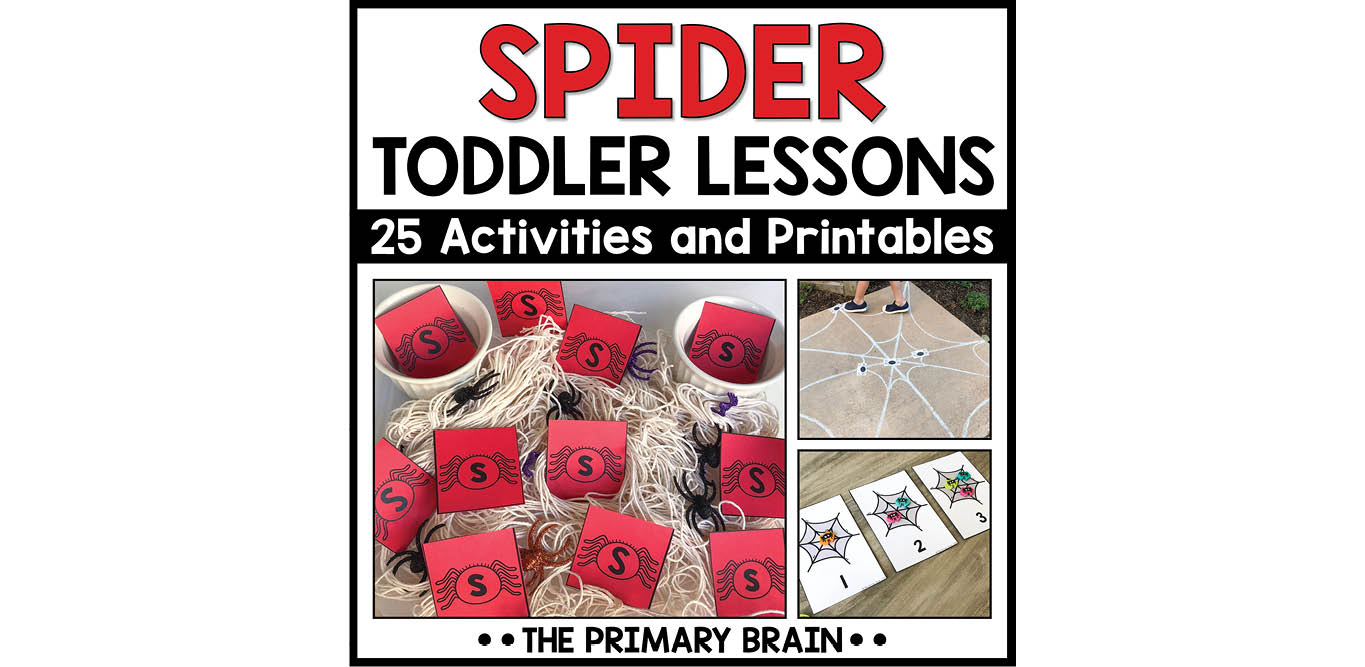 SPIDER
TODDLER LESSONS
25 Activities and Printables
S
S
S
S
S
S
S
S
S
S
S
1
2
3
••THE PRIMARY BRAIN••